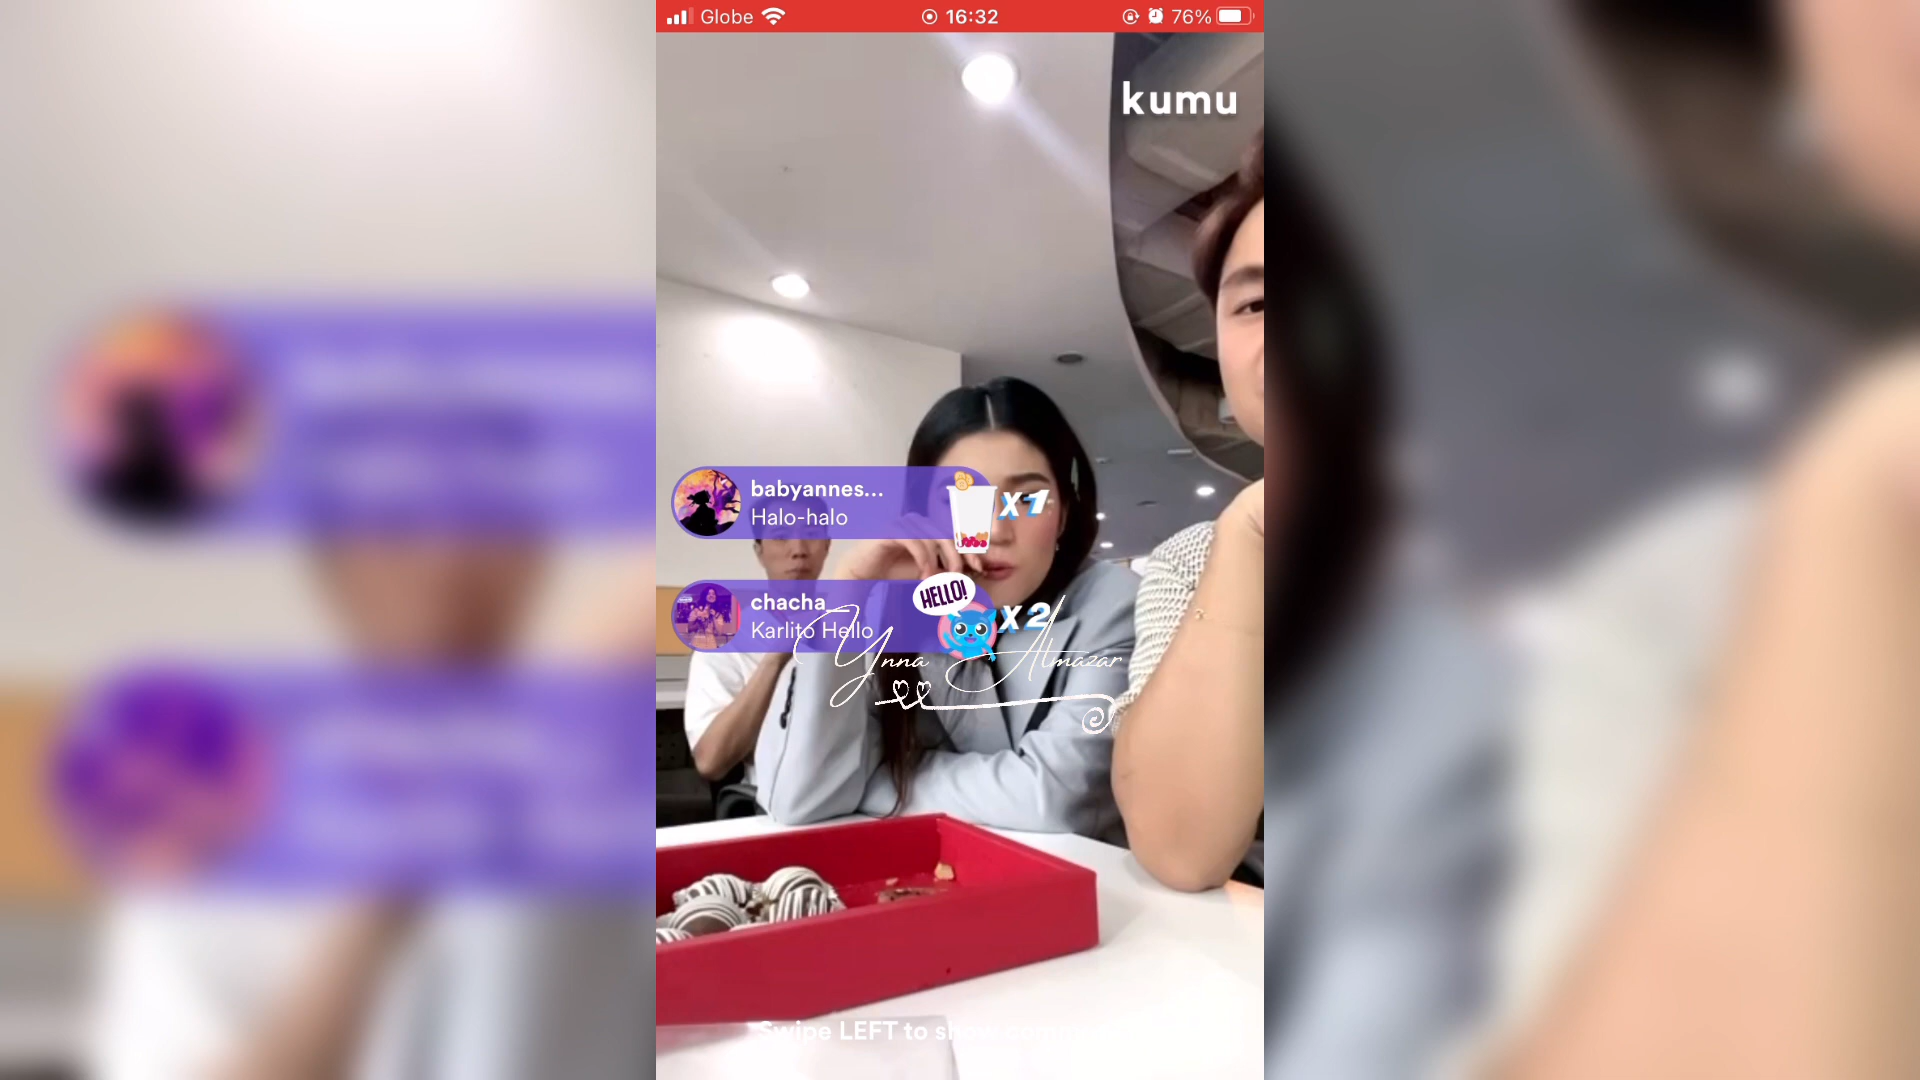 Globe
16:32
76%
kumu
babyannes...
Halo-halo
X1
HELLO!
chacha
Karlito Hello
X2
Ynna Almazar
Swipe LEFT to show